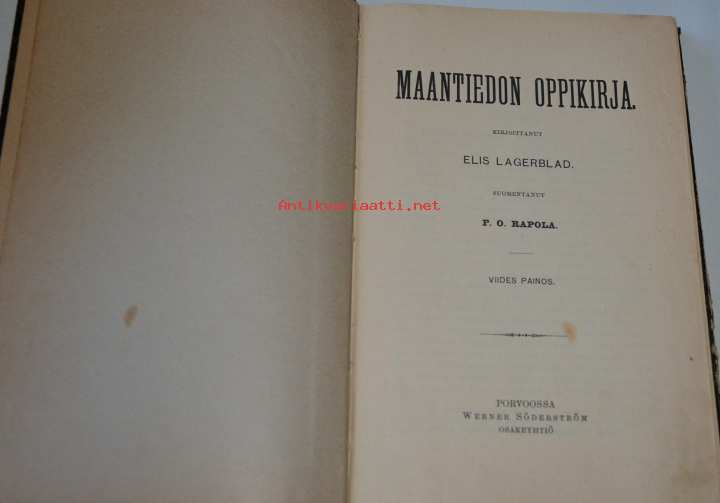 MAANTIEDON OPPIKIRJA.
KIRJOITTANUT
ELIS LAGERBLAD.
SUOMENTANUT
Antikvariaatti.net
P. O. RAPOLA.
VIIDES PAINOS.
PORVOOSSA
WERNER SÖDERSTRÖM
OSAKEYHTIÖ